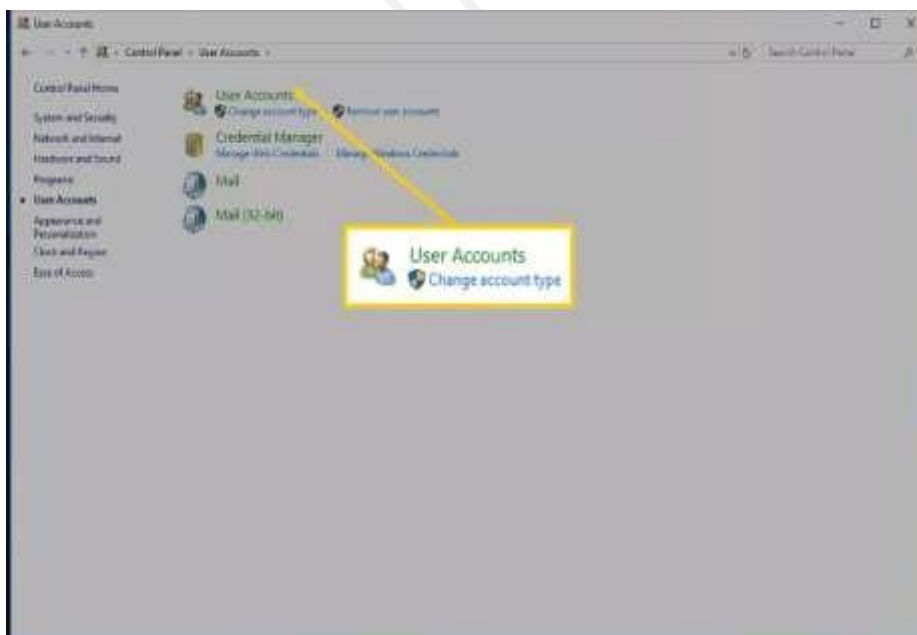 User Accounts
Control Panel › User Accounts ›
Search Control Panel
Control Panel Home
System and Security
Network and Internet
Hardware and Sound
Programs
User Accounts
Appearance and
Personalization
Clock and Region
Ease of Access
User Accounts
Change account type
Remove user accounts
Credential Manager
Manage Web Credentials
Manage Windows Credentials
Mail
Mail (32-bit)
User Accounts
Change account type